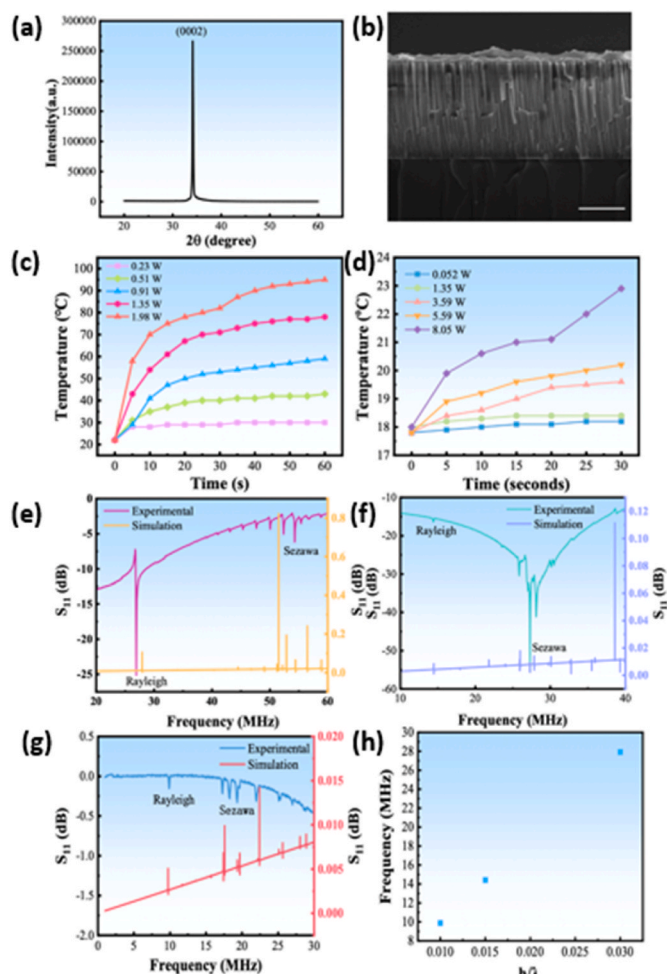 (a)
(0002)
300000
250000
200000
150000
100000
50000
0
Intensity(a.u.)
20 30 40 50 60
2θ (degree)
(b)
(c)
0.23 W
0.51 W
0.91 W
1.35 W
1.98 W
100
90
80
70
60
50
40
30
20
Temperature (°C)
0 10 20 30 40 50 60
Time (s)
(d)
0.052 W
1.35 W
3.59 W
5.59 W
8.05 W
24
23
22
21
20
19
18
17
Temperature (°C)
0 5 10 15 20 25 30
Time (seconds)
(e)
Experimental
Simulation
Sezawa
Rayleigh
0
-5
-10
-15
-20
-25
S11 (dB)
0.8
0.6
0.4
0.2
0.0
20 30 40 50 60
Frequency (MHz)
(f)
Experimental
Simulation
Rayleigh
Sezawa
-10
-20
-30
-40
-50
-60
S11 (dB)
S11 (dB)
0.12
0.10
0.08
0.06
0.04
0.02
0.00
S11 (dB)
10 20 30 40
Frequency (MHz)
(g)
Experimental
Simulation
Rayleigh
Sezawa
0.5
0.0
-0.5
-1.0
-1.5
-2.0
S11 (dB)
0.020
0.015
0.010
0.005
0.000
S11 (dB)
0 5 10 15 20 25 30
Frequency (MHz)
(h)
30
28
26
24
22
20
18
16
14
12
10
8
Frequency (MHz)
0.010 0.015 0.020 0.025 0.030